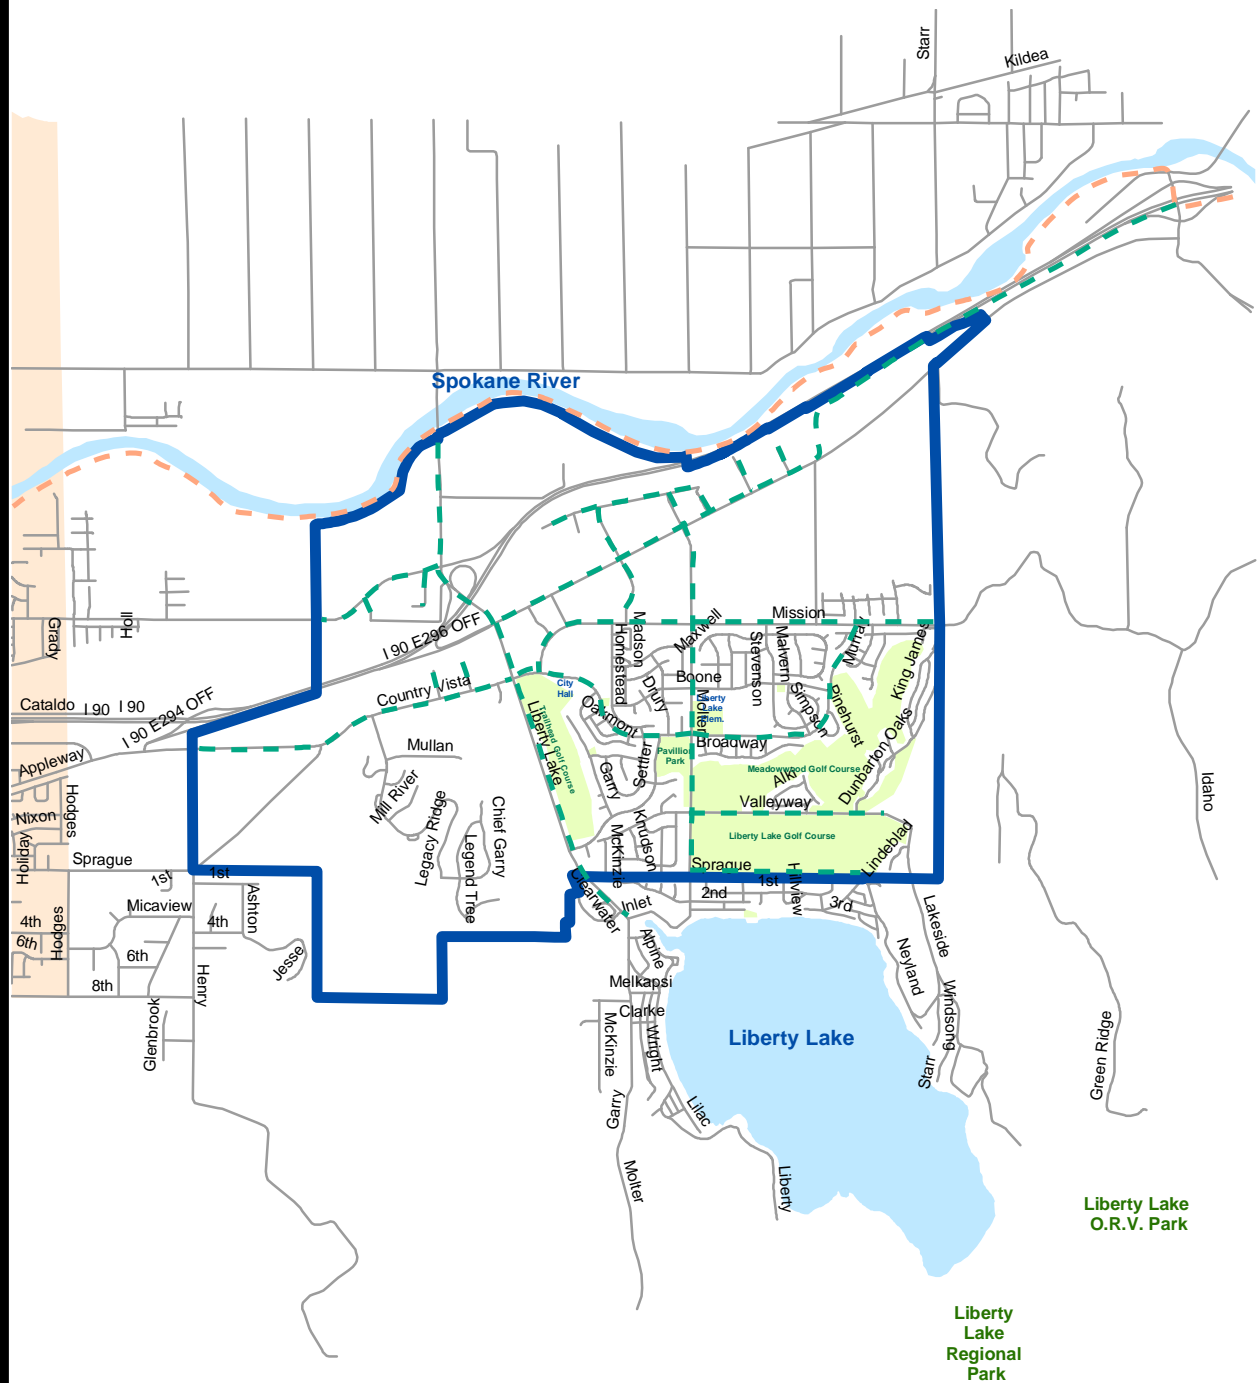 Starr
Kildea
Spokane River
Grady
Holl
I 90 E296 OFF
Mission
Madson
Homestead
Maxwell
Stevenson
Malvern
Murray
King James
Boone
Drury
Molter
Simpson
Pinehurst
City
Hall
Liberty
Lake
Elem.
Country Vista
Cataldo
I 90
I 90
I 90 E294 OFF
Oakmont
Liberty Lake
Trailhead Golf Course
Settler
Broadway
Pavillion
Park
Meadowwood Golf Course
Alki
Dunbarton Oaks
Mullan
Appleway
Garry
Idaho
Mill River
Hodges
Nixon
Legacy Ridge
Chief Garry
Valleyway
Knudson
McKinzie
Liberty Lake Golf Course
Legend Tree
Lindeblad
Holiday
Sprague
Sprague
1st
1st
1st
2nd
Hillview
3rd
Clearwater
Inlet
Micaview
Ashton
4th
4th
6th
6th
Hodges
8th
Jesse
Henry
Alpine
Lakeside
Neyland
Melkapsi
Clarke
Windsong
Glenbrook
McKinzie
Wright
Liberty Lake
Starr
Green Ridge
Garry
Lilac
Molter
Liberty
Liberty Lake
O.R.V. Park
Liberty
Lake
Regional
Park